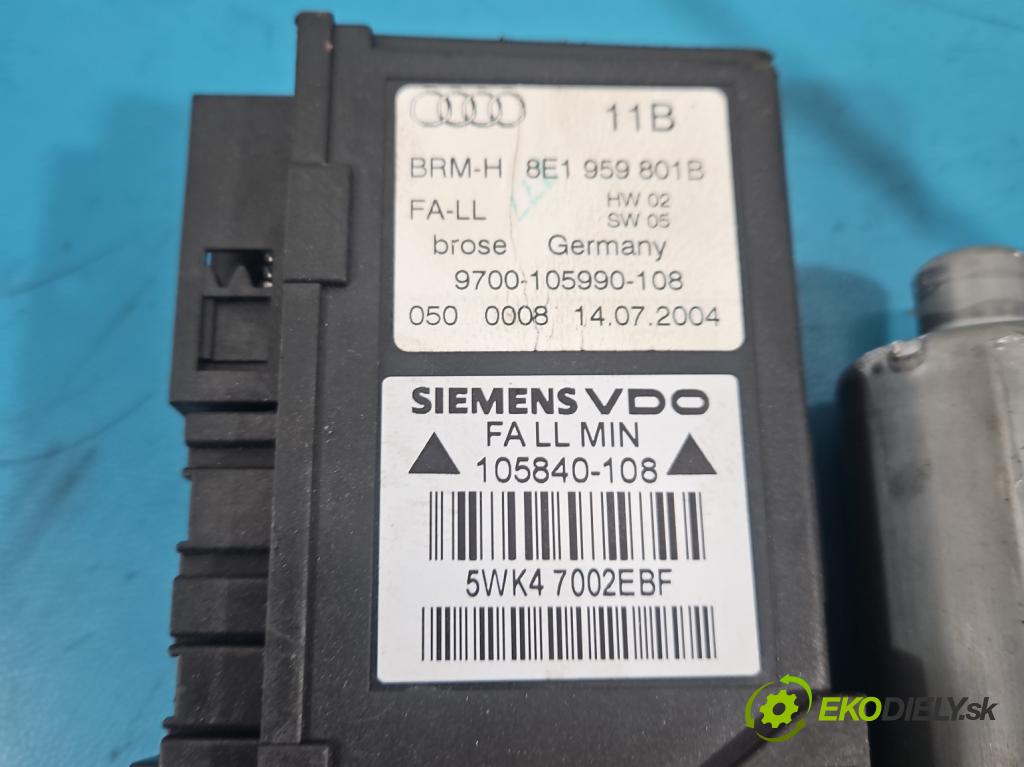 11B
BRM-H 8E1 959 801B
FA-LL HW 02
SW 05
brose Germany
9700-105990-108
050 0008 14.07.2004
SIEMENS VDO
FA LL MIN
105840-108
5WK4 7002EBF
EKODIELY.sk